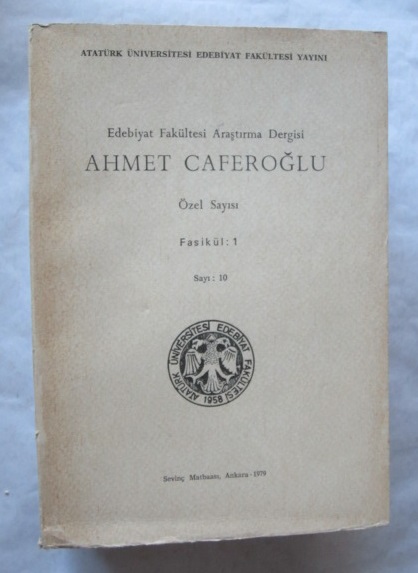 ATATÜRK ÜNİVERSİTESİ EDEBİYAT FAKÜLTESİ YAYINI
Edebiyat Fakültesi Araştırma Dergisi
AHMET CAFEROĞLU
Özel Sayısı
Fasikül: 1
Sayı: 10
ATATÜRK ÜNİVERSİTESİ EDEBİYAT FAKÜLTESİ
1958
Sevinç Matbaası, Ankara - 1979